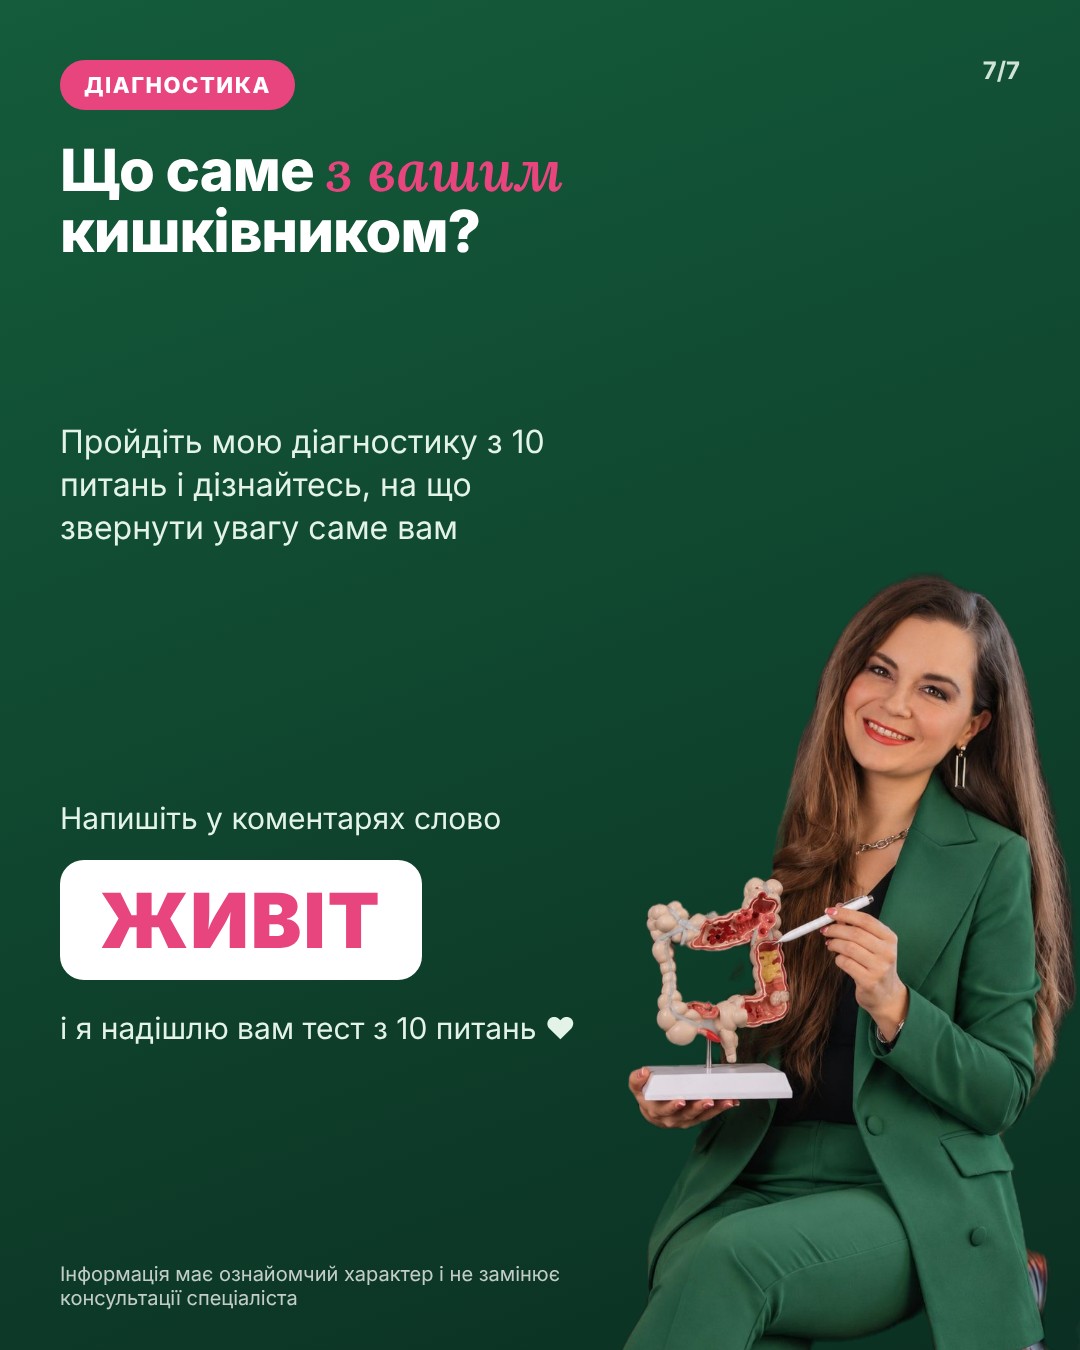 ДІАГНОСТИКА
7/7
Що саме з вашим
кишківником?
Пройдіть мою діагностику з 10
питань і дізнайтесь, на що
звернути увагу саме вам
Напишіть у коментарях слово
ЖИВІТ
і я надішлю вам тест з 10 питань ♥
Інформація має ознайомчий характер і не замінює
консультації спеціаліста